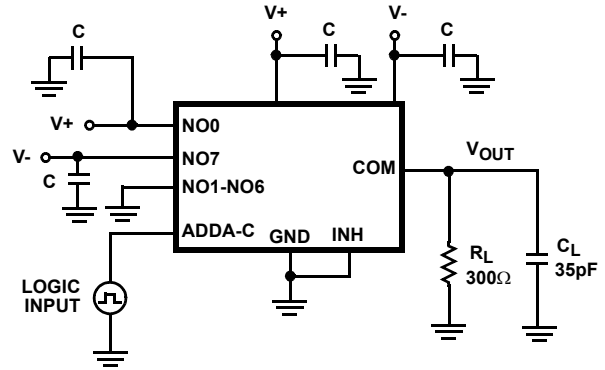 V+
V-
C
C
C
V+
NO0
V-
NO7
C
NO1-NO6
COM
VOUT
ADDA-C
GND
INH
LOGIC
INPUT
RL
300Ω
CL
35pF